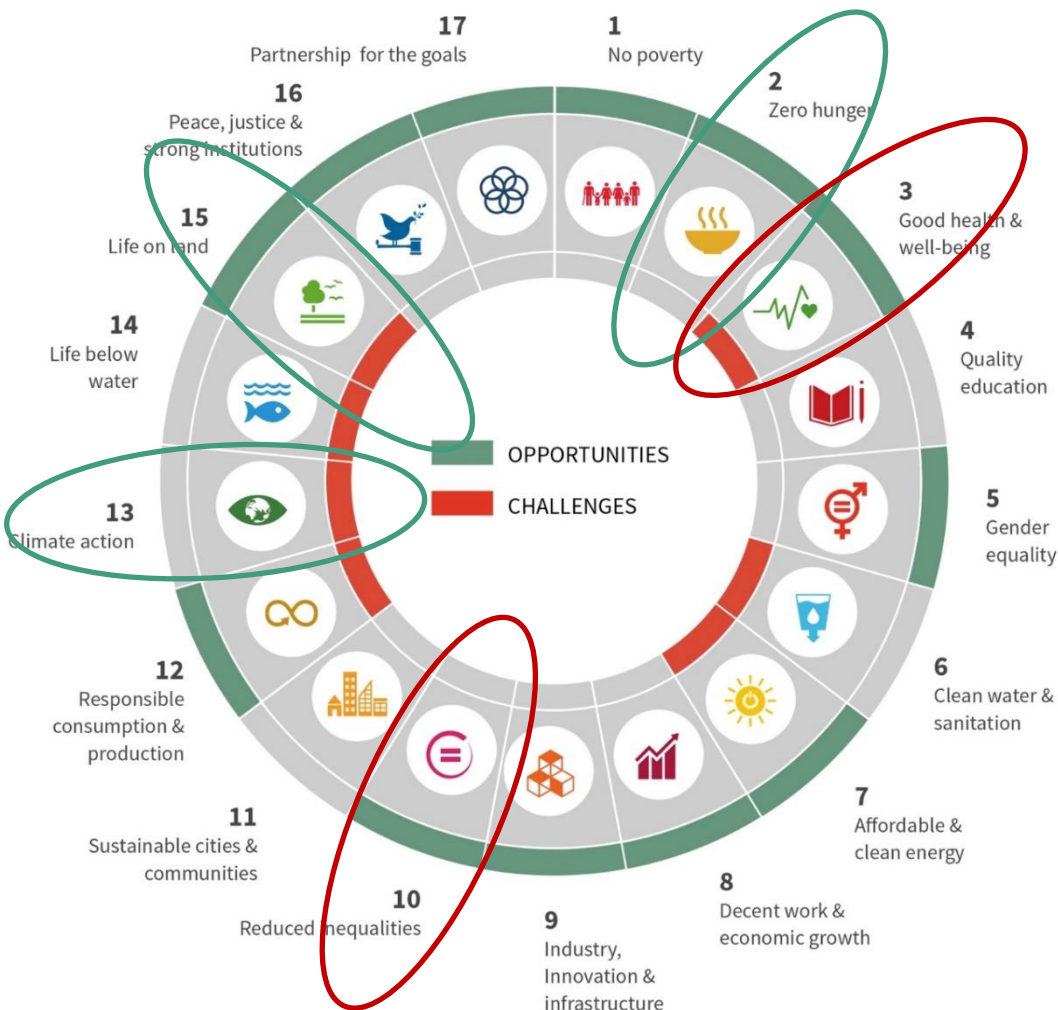 17
Partnership for the goals
1
No poverty
2
Zero hunger
3
Good health &
well-being
4
Quality
education
5
Gender
equality
6
Clean water &
sanitation
7
Affordable &
clean energy
8
Decent work &
economic growth
9
Industry,
Innovation &
infrastructure
10
Reduced inequalities
11
Sustainable cities &
communities
12
Responsible
consumption &
production
13
Climate action
14
Life below
water
15
Life on land
16
Peace, justice &
strong institutions
OPPORTUNITIES
CHALLENGES